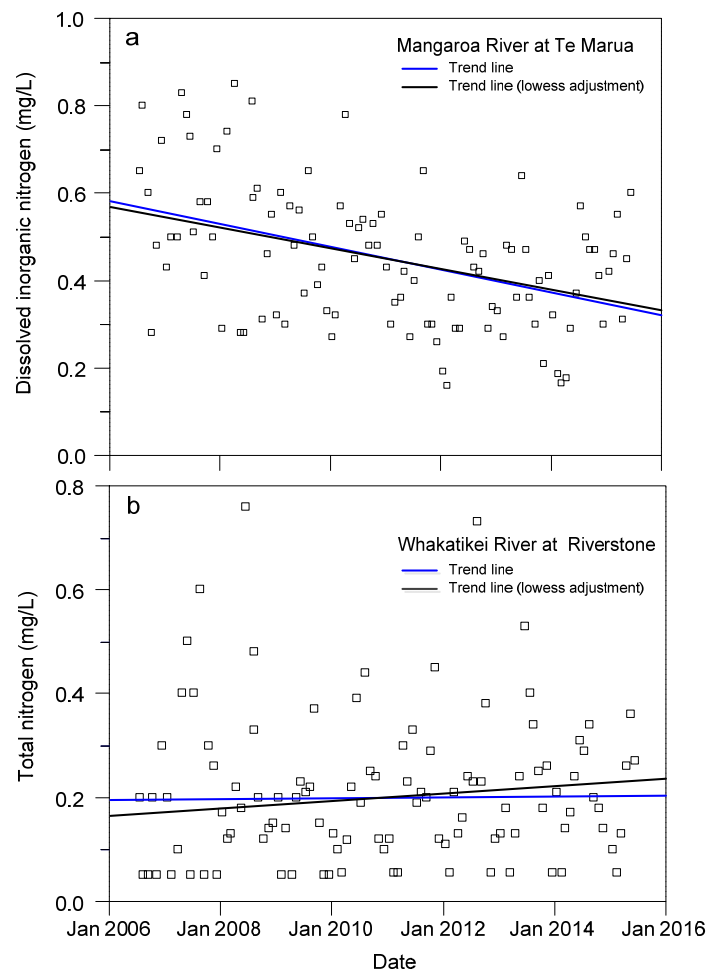 a
Mangaroa River at Te Marua
Trend line
Trend line (lowess adjustment)
Dissolved inorganic nitrogen (mg/L)
1.0
0.8
0.6
0.4
0.2
0.0
b
Whakatikei River at Riverstone
Trend line
Trend line (lowess adjustment)
Total nitrogen (mg/L)
0.8
0.6
0.4
0.2
0.0
Jan 2006 Jan 2008 Jan 2010 Jan 2012 Jan 2014 Jan 2016
Date